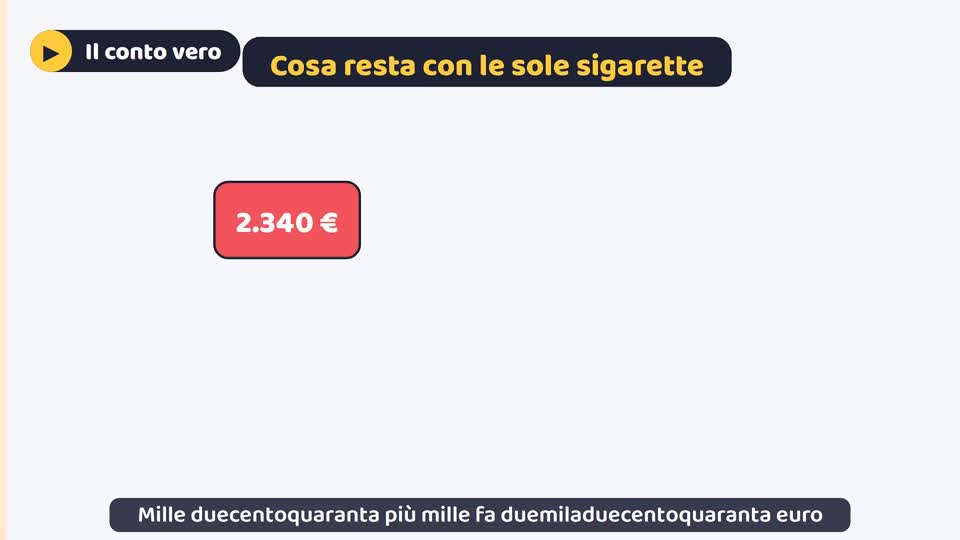 Il conto vero
Cosa resta con le sole sigarette
2.340 €
Mille duecentoquaranta più mille fa duemiladuecentoquaranta euro